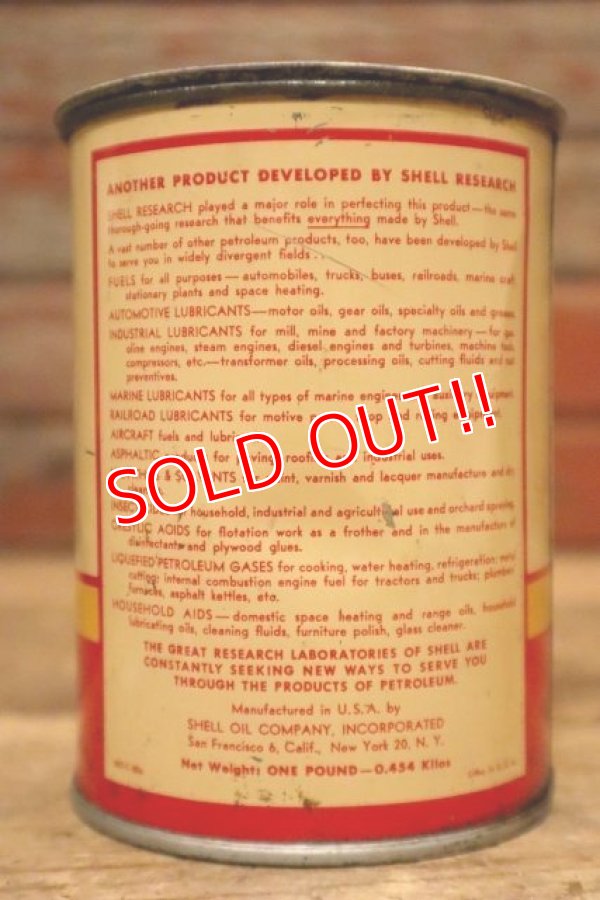 ANOTHER PRODUCT DEVELOPED BY SHELL RESEARCH
SHELL RESEARCH played a major role in perfecting this product—the same
thorough-going research that benefits everything made by Shell.
A vast number of other petroleum products, too, have been developed by Shell
to serve you in widely divergent fields . .
FUELS for all purposes — automobiles, trucks, buses, railroads, marine craft
stationary plants and space heating.
AUTOMOTIVE LUBRICANTS—motor oils, gear oils, specialty oils and greases
INDUSTRIAL LUBRICANTS for mill, mine and factory machinery — for gas-
oline engines, steam engines, diesel engines and turbines, machine tools,
compressors, etc.—transformer oils, processing oils, cutting fluids and rust
preventives.
MARINE LUBRICANTS for all types of marine engines
RAILROAD LUBRICANTS for motive
AIRCRAFT fuels and
ASPHALTIC for paving, roofing and industrial uses.
SOLD OUT!!
varnish and lacquer manufacture and dry
household, industrial and agricultural use and orchard spraying.
CRESYLIC ACIDS for flotation work as a frother and in the manufacture of
disinfectants and plywood glues.
LIQUEFIED PETROLEUM GASES for cooking, water heating, refrigeration; metal
cutting; internal combustion engine fuel for tractors and trucks; plumbers'
furnaces, asphalt kettles, etc.
HOUSEHOLD AIDS—domestic space heating and range oils, household
lubricating oils, cleaning fluids, furniture polish, glass cleaner.
THE GREAT RESEARCH LABORATORIES OF SHELL ARE
CONSTANTLY SEEKING NEW WAYS TO SERVE YOU
THROUGH THE PRODUCTS OF PETROLEUM.
Manufactured in U.S.A. by
SHELL OIL COMPANY, INCORPORATED
San Francisco 6, Calif., New York 20, N. Y.
Net Weight: ONE POUND—0.454 Kilos